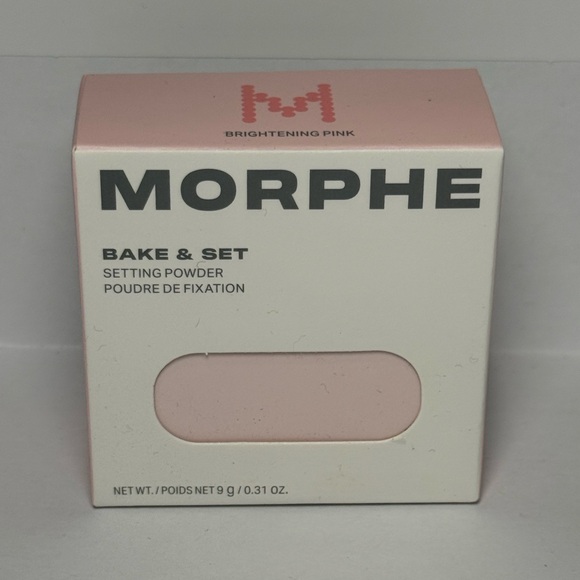 M
BRIGHTENING PINK
MORPHE
BAKE & SET
SETTING POWDER
POUDRE DE FIXATION
NET WT. / POIDS NET 9 g / 0.31 OZ.